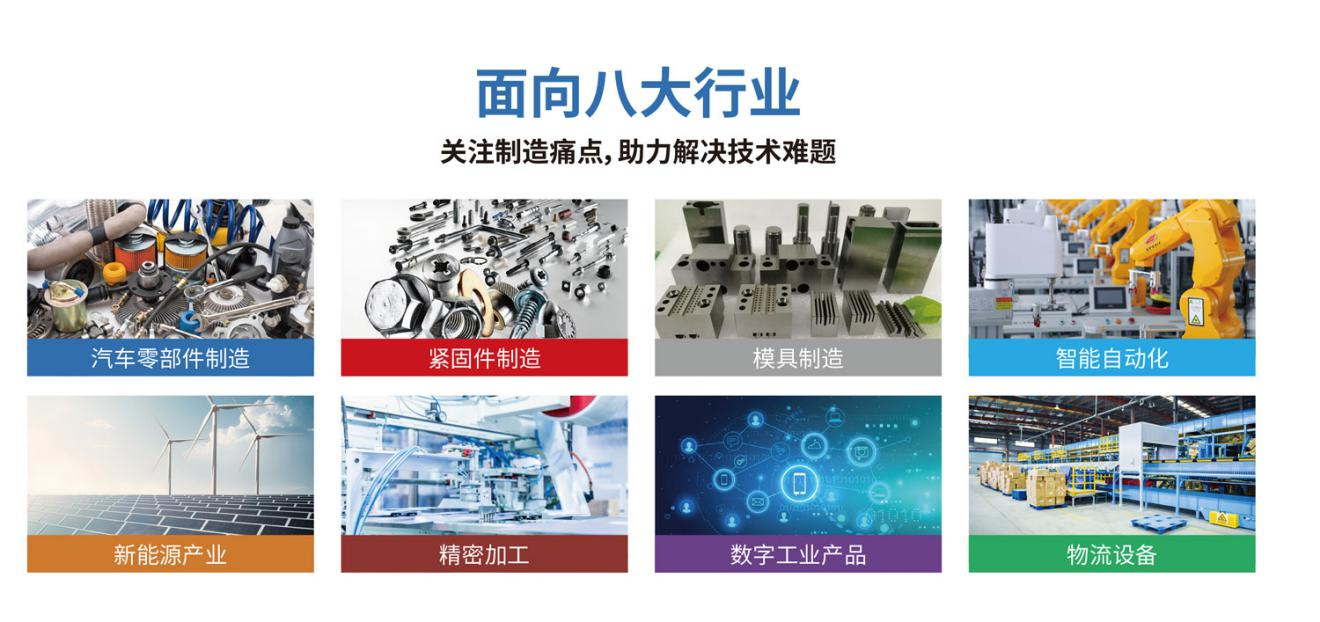 面向八大行业
关注制造痛点，助力解决技术难题
汽车零部件制造
紧固件制造
模具制造
智能自动化
新能源产业
精密加工
数字工业产品
物流设备